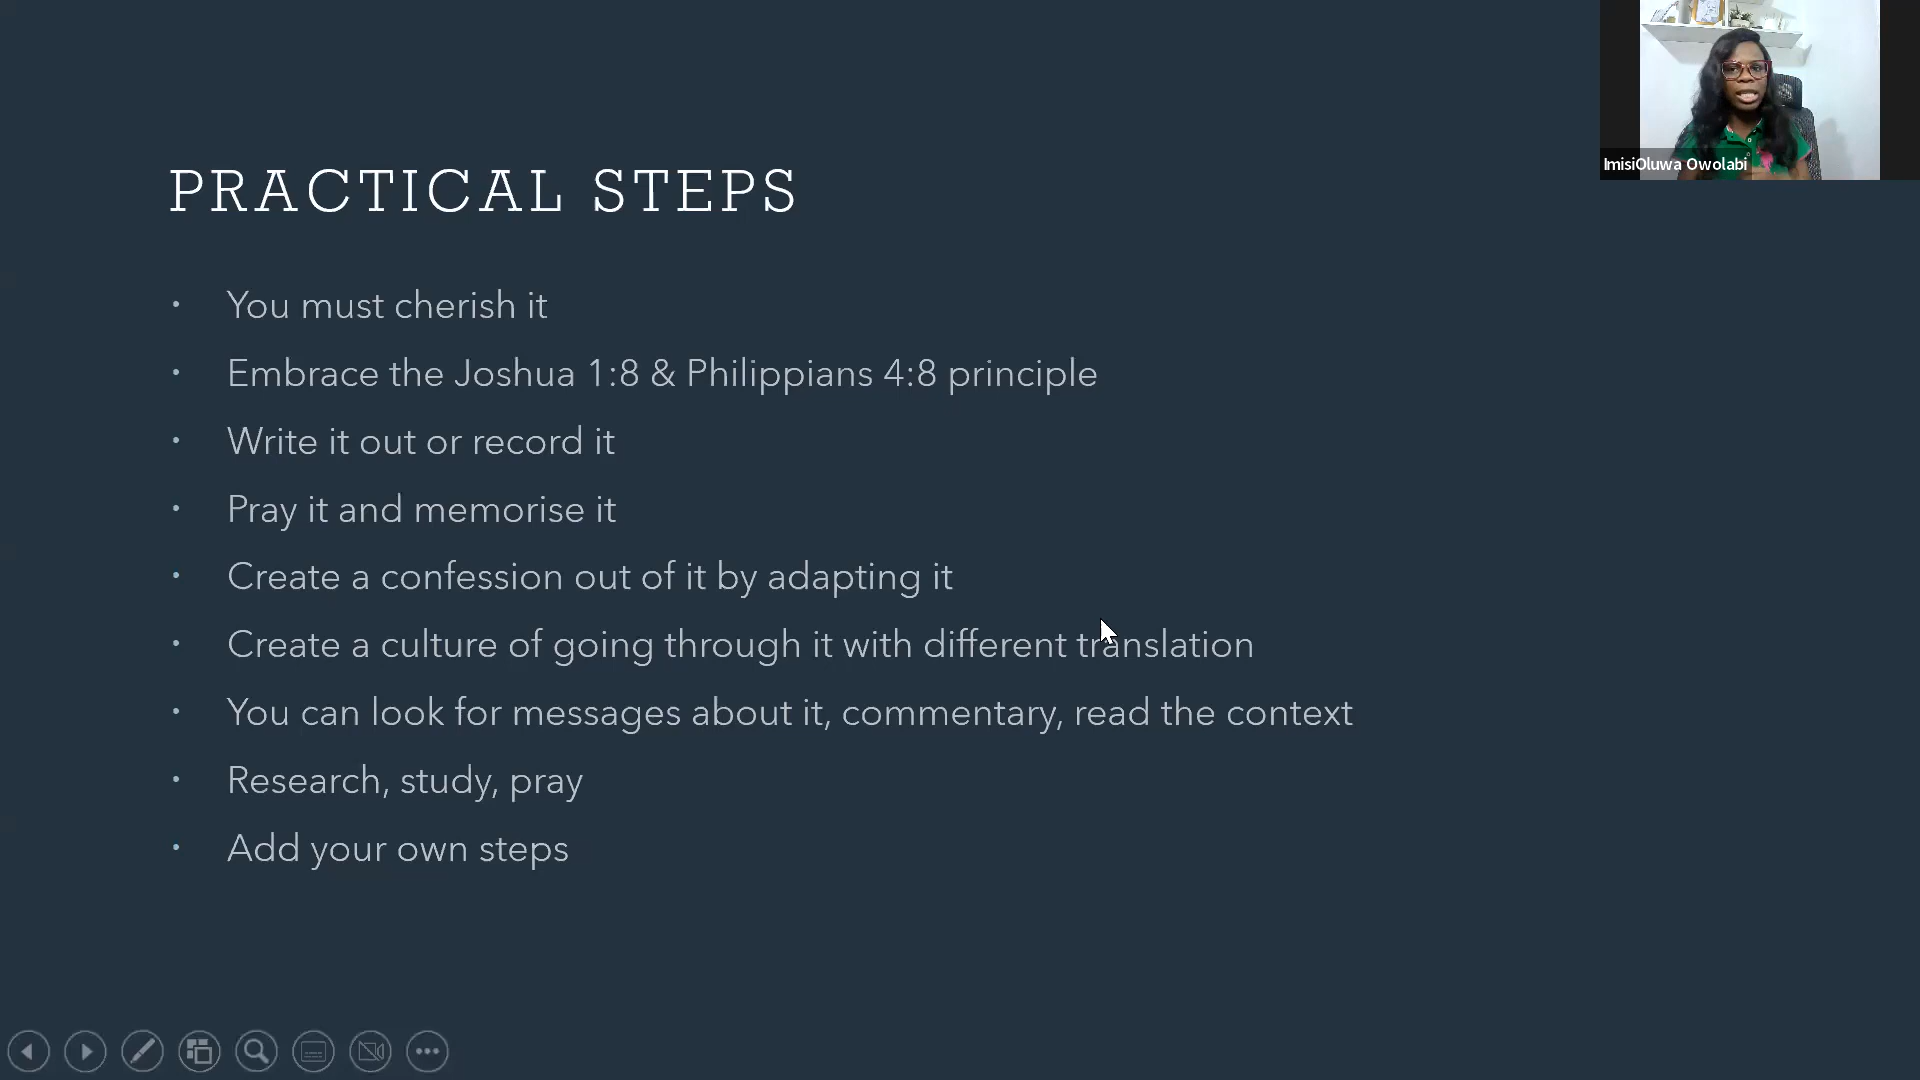 ImisiOluwa Owolabi
PRACTICAL STEPS
• You must cherish it
• Embrace the Joshua 1:8 & Philippians 4:8 principle
• Write it out or record it
• Pray it and memorise it
• Create a confession out of it by adapting it
• Create a culture of going through it with different translation
• You can look for messages about it, commentary, read the context
• Research, study, pray
• Add your own steps